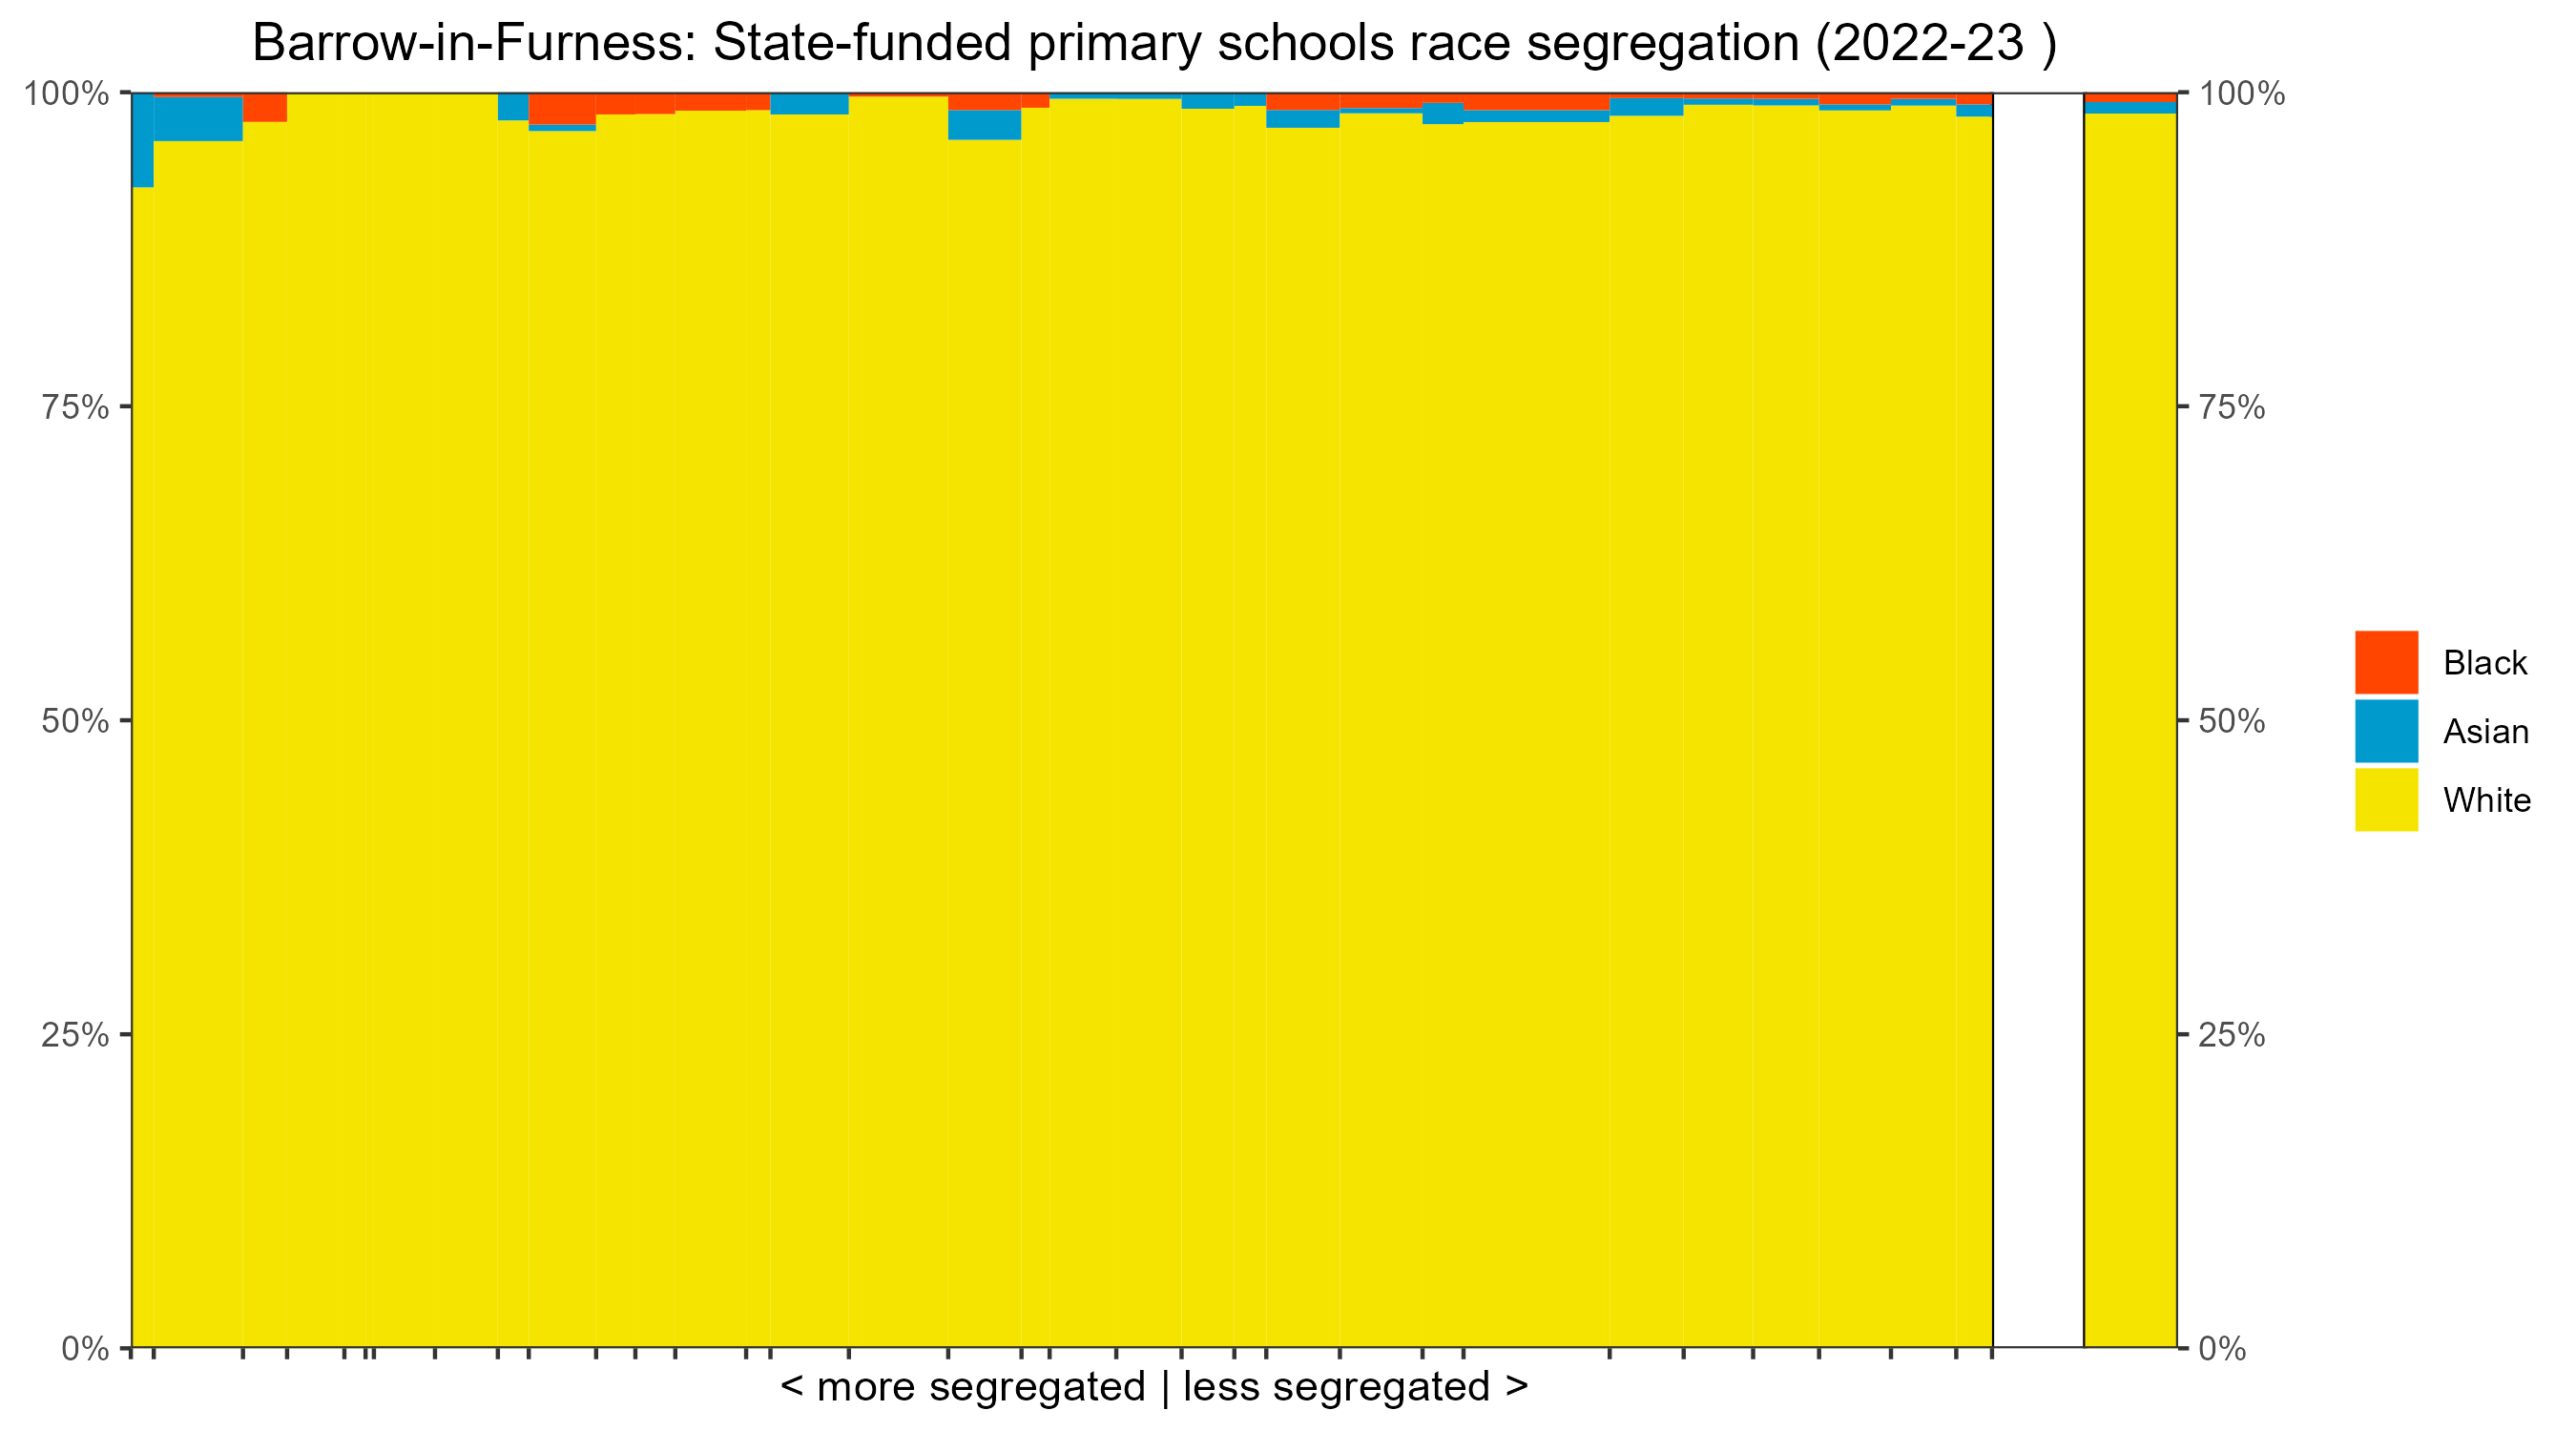 Barrow-in-Furness: State-funded primary schools race segregation (2022-23 )
100%
100%
75%
75%
50%
50%
25%
25%
0%
0%
Black
Asian
White
< more segregated | less segregated >